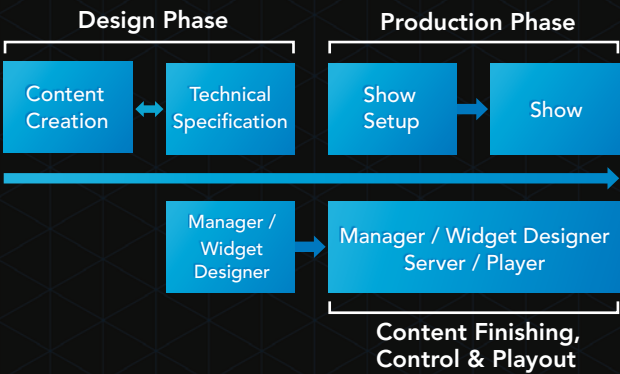 Design Phase
Production Phase
Content
Creation
Technical
Specification
Show
Setup
Show
Manager /
Widget
Designer
Manager / Widget Designer
Server / Player
Content Finishing,
Control & Playout